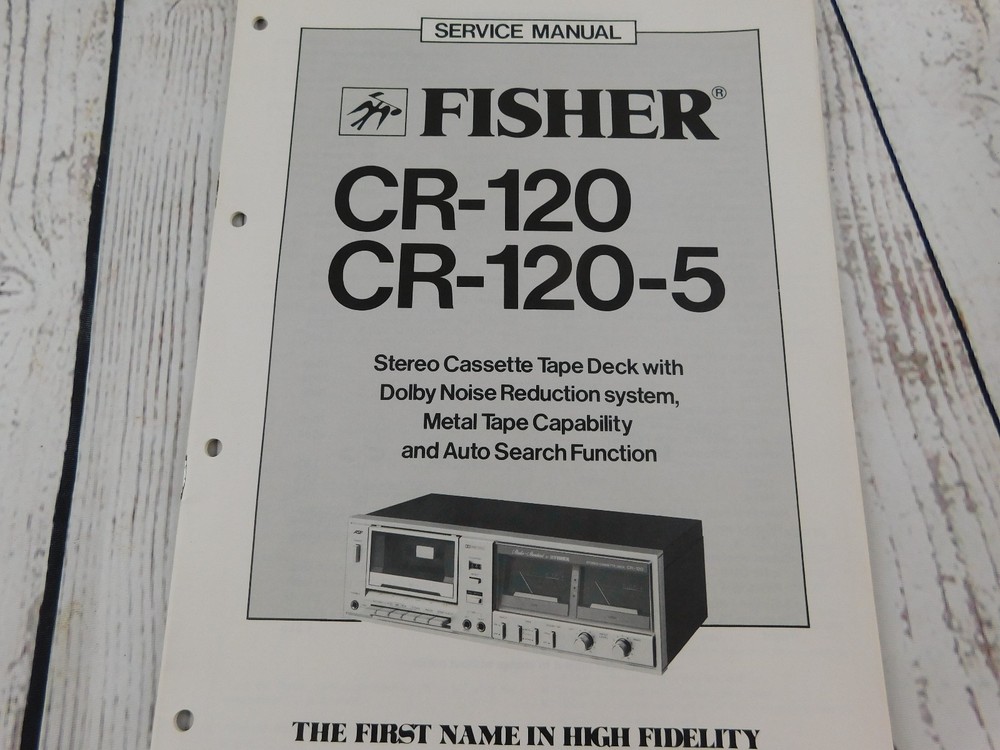 SERVICE MANUAL
FISHER®
CR-120
CR-120-5
Stereo Cassette Tape Deck with
Dolby Noise Reduction system,
Metal Tape Capability
and Auto Search Function
THE FIRST NAME IN HIGH FIDELITY